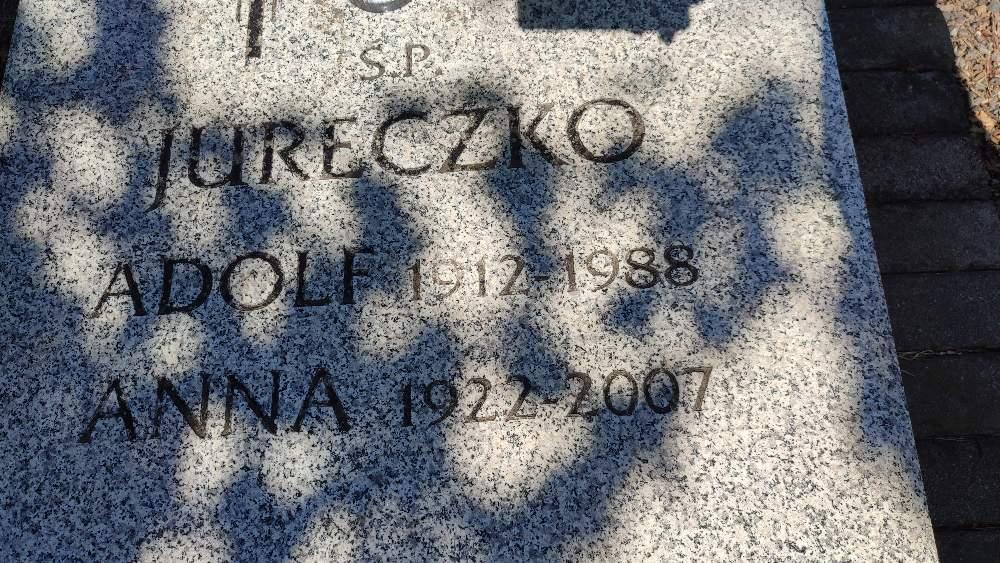 S.P.
JURECZKO
ADOLF 1912-1988
ANNA 1922-2007